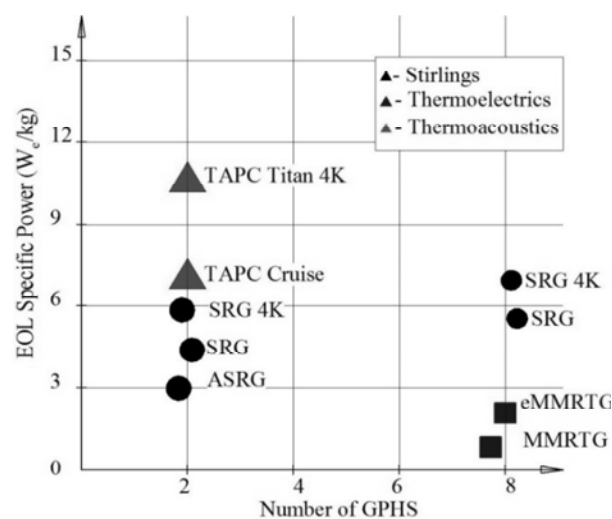 15
▲- Stirlings
▲- Thermoelectrics
▲- Thermoacoustics
12
TAPC Titan 4K
9
TAPC Cruise
6
SRG 4K
SRG 4K
SRG
SRG
ASRG
3
eMMRTG
MMRTG
0
2
4
6
8
Number of GPHS
EOL Specific Power (We/kg)